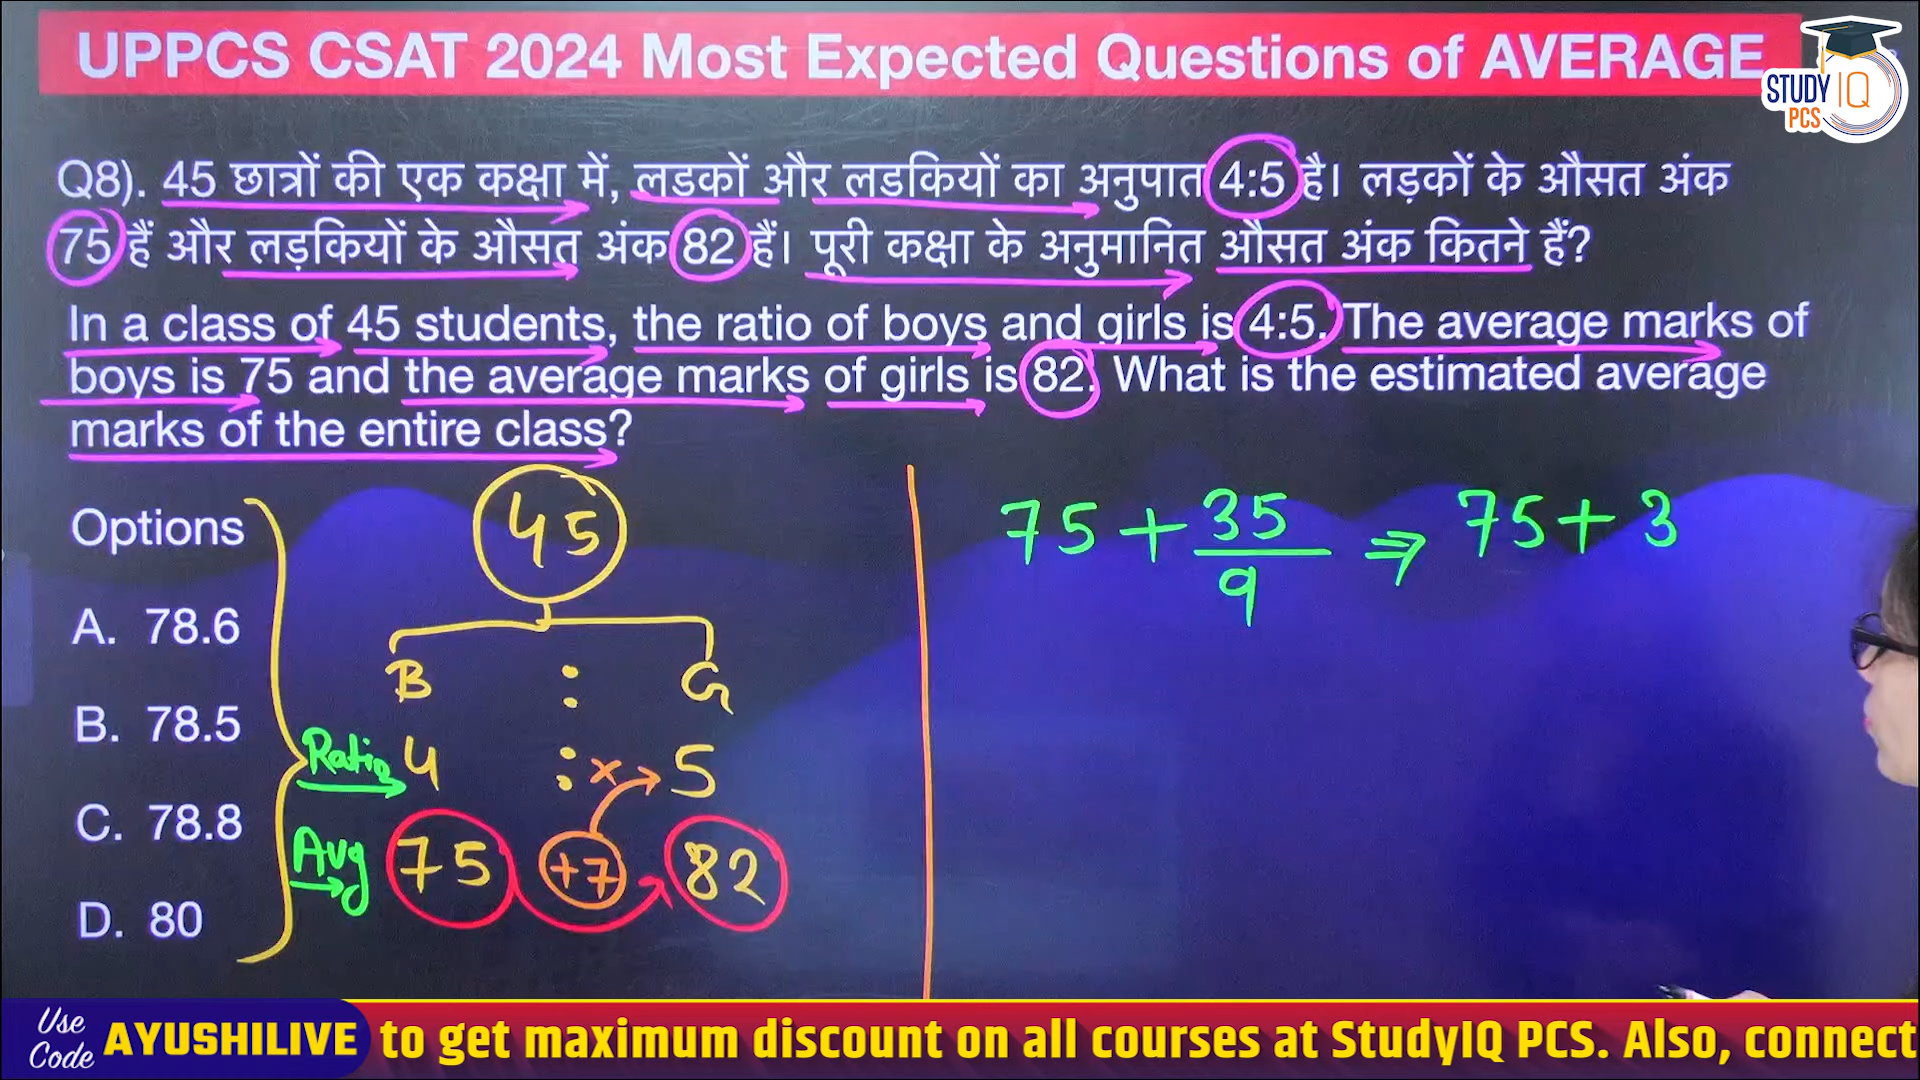 UPPCS CSAT 2024 Most Expected Questions of AVERAGE
STUDY IQ
PCS
Q8). 45 छात्रों की एक कक्षा में, लडकों और लडकियों का अनुपात 4:5 है। लड़कों के औसत अंक
75 हैं और लड़कियों के औसत अंक 82 हैं। पूरी कक्षा के अनुमानित औसत अंक कितने हैं?
In a class of 45 students, the ratio of boys and girls is 4:5. The average marks of
boys is 75 and the average marks of girls is 82. What is the estimated average
marks of the entire class?
Options
A. 78.6
B. 78.5
C. 78.8
D. 80
45
B : G
Ratio 4 : x 5
Avg 75 +7 82
75 + 35/9 ⇒ 75 + 3
Use Code AYUSHILIVE to get maximum discount on all courses at StudyIQ PCS. Also, connect